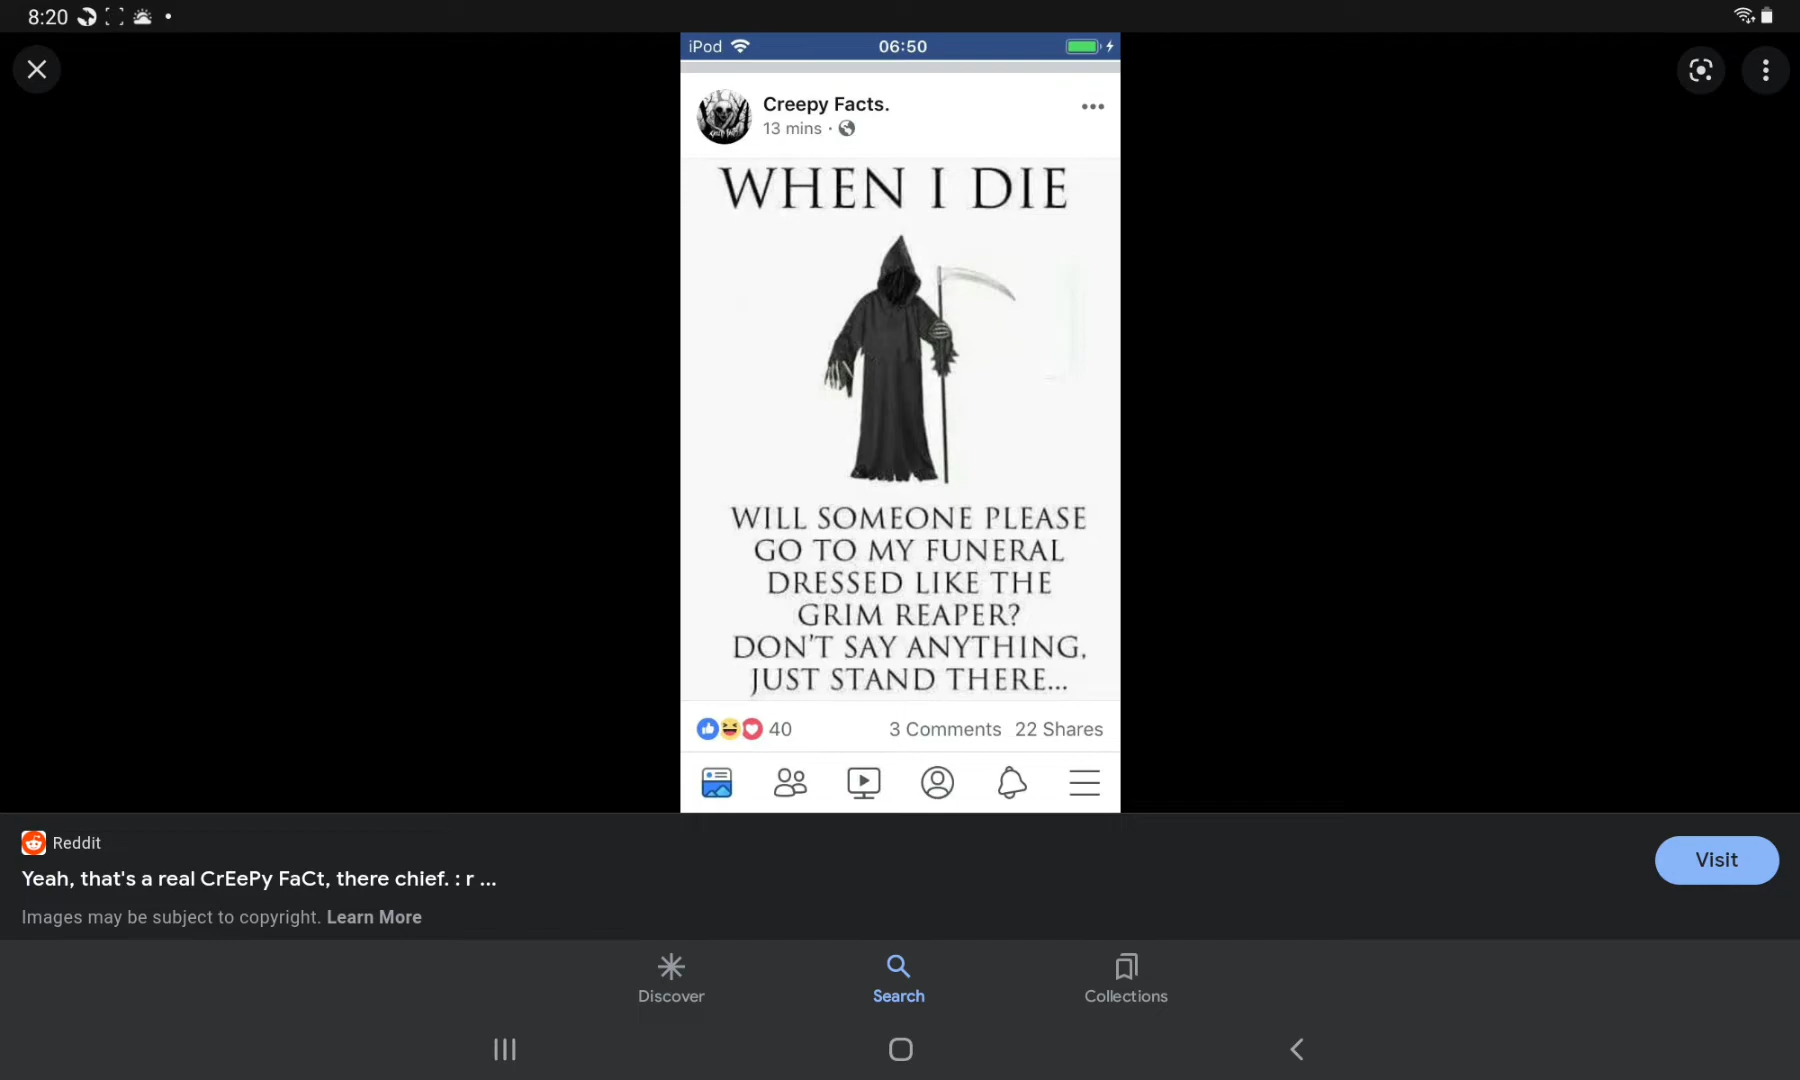 8:20
iPod 06:50
Creepy Facts.
13 mins ·
WHEN I DIE
WILL SOMEONE PLEASE
GO TO MY FUNERAL
DRESSED LIKE THE
GRIM REAPER?
DON'T SAY ANYTHING,
JUST STAND THERE...
40 3 Comments 22 Shares
Reddit
Yeah, that's a real CrEePy FaCt, there chief. : r ...
Visit
Images may be subject to copyright. Learn More
Discover Search Collections